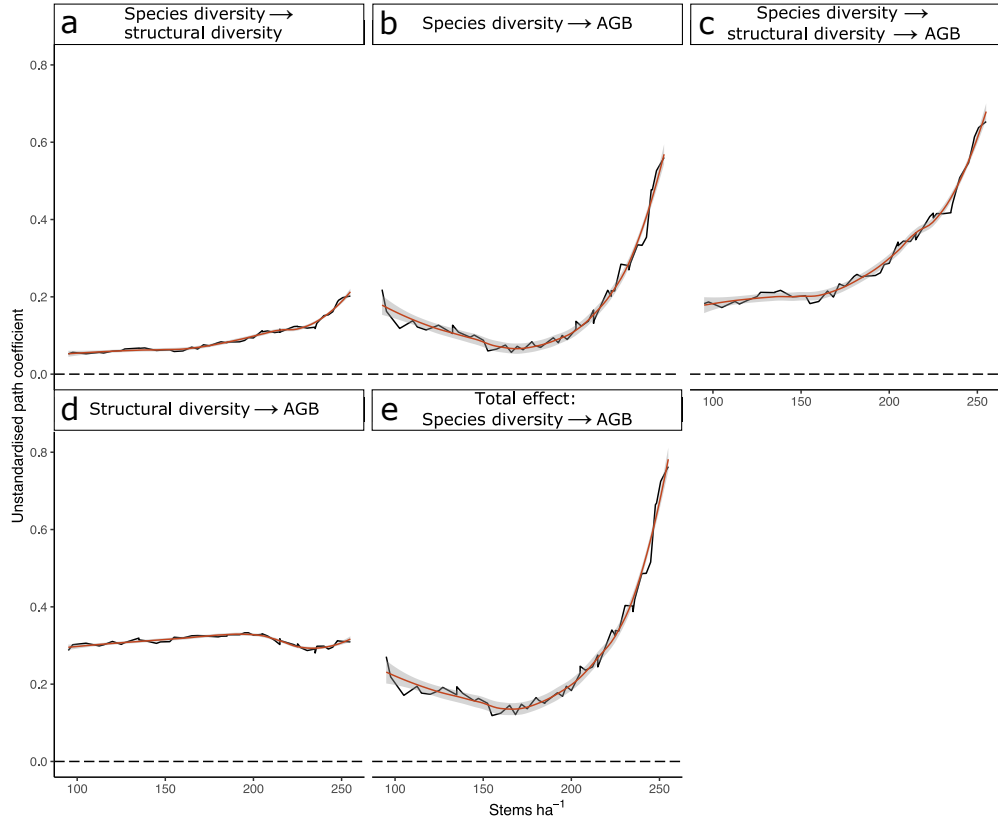 a
Species diversity →
structural diversity
b
Species diversity → AGB
c
Species diversity →
structural diversity → AGB
0.8
0.6
0.4
0.2
0.0
100 150 200 250
d
Structural diversity → AGB
e
Total effect:
Species diversity → AGB
0.8
0.6
0.4
0.2
0.0
100 150 200 250
100 150 200 250
Unstandardised path coefficient
Stems ha⁻¹